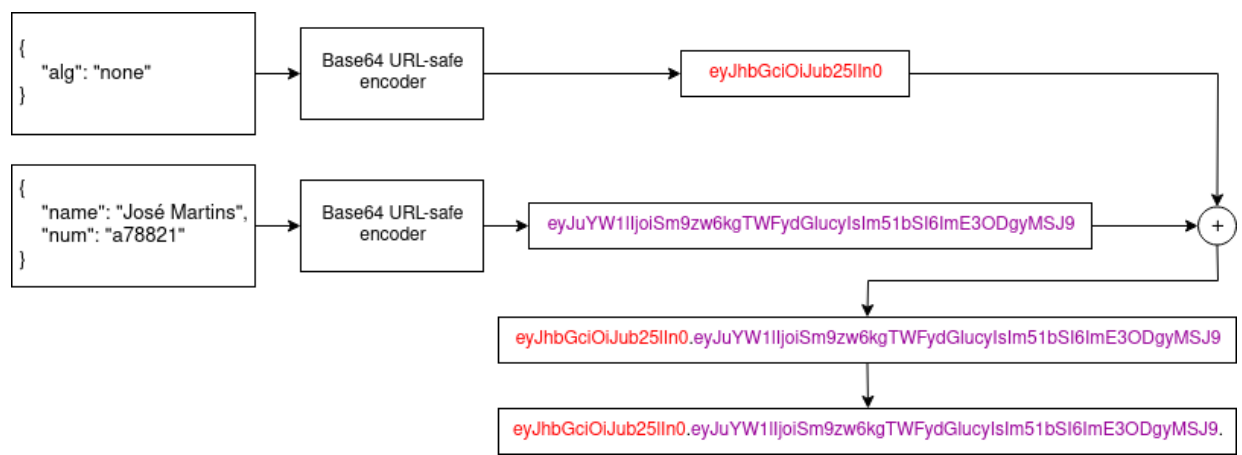 {
"alg": "none"
}
Base64 URL-safe
encoder
eyJhbGciOiJub25lIn0
{
"name": "José Martins",
"num": "a78821"
}
Base64 URL-safe
encoder
eyJuYW1lIjoiSm9zw6kgTWFydGlucyIsIm51bSI6ImE3ODgyMSJ9
+
eyJhbGciOiJub25lIn0.eyJuYW1lIjoiSm9zw6kgTWFydGlucyIsIm51bSI6ImE3ODgyMSJ9
eyJhbGciOiJub25lIn0.eyJuYW1lIjoiSm9zw6kgTWFydGlucyIsIm51bSI6ImE3ODgyMSJ9.